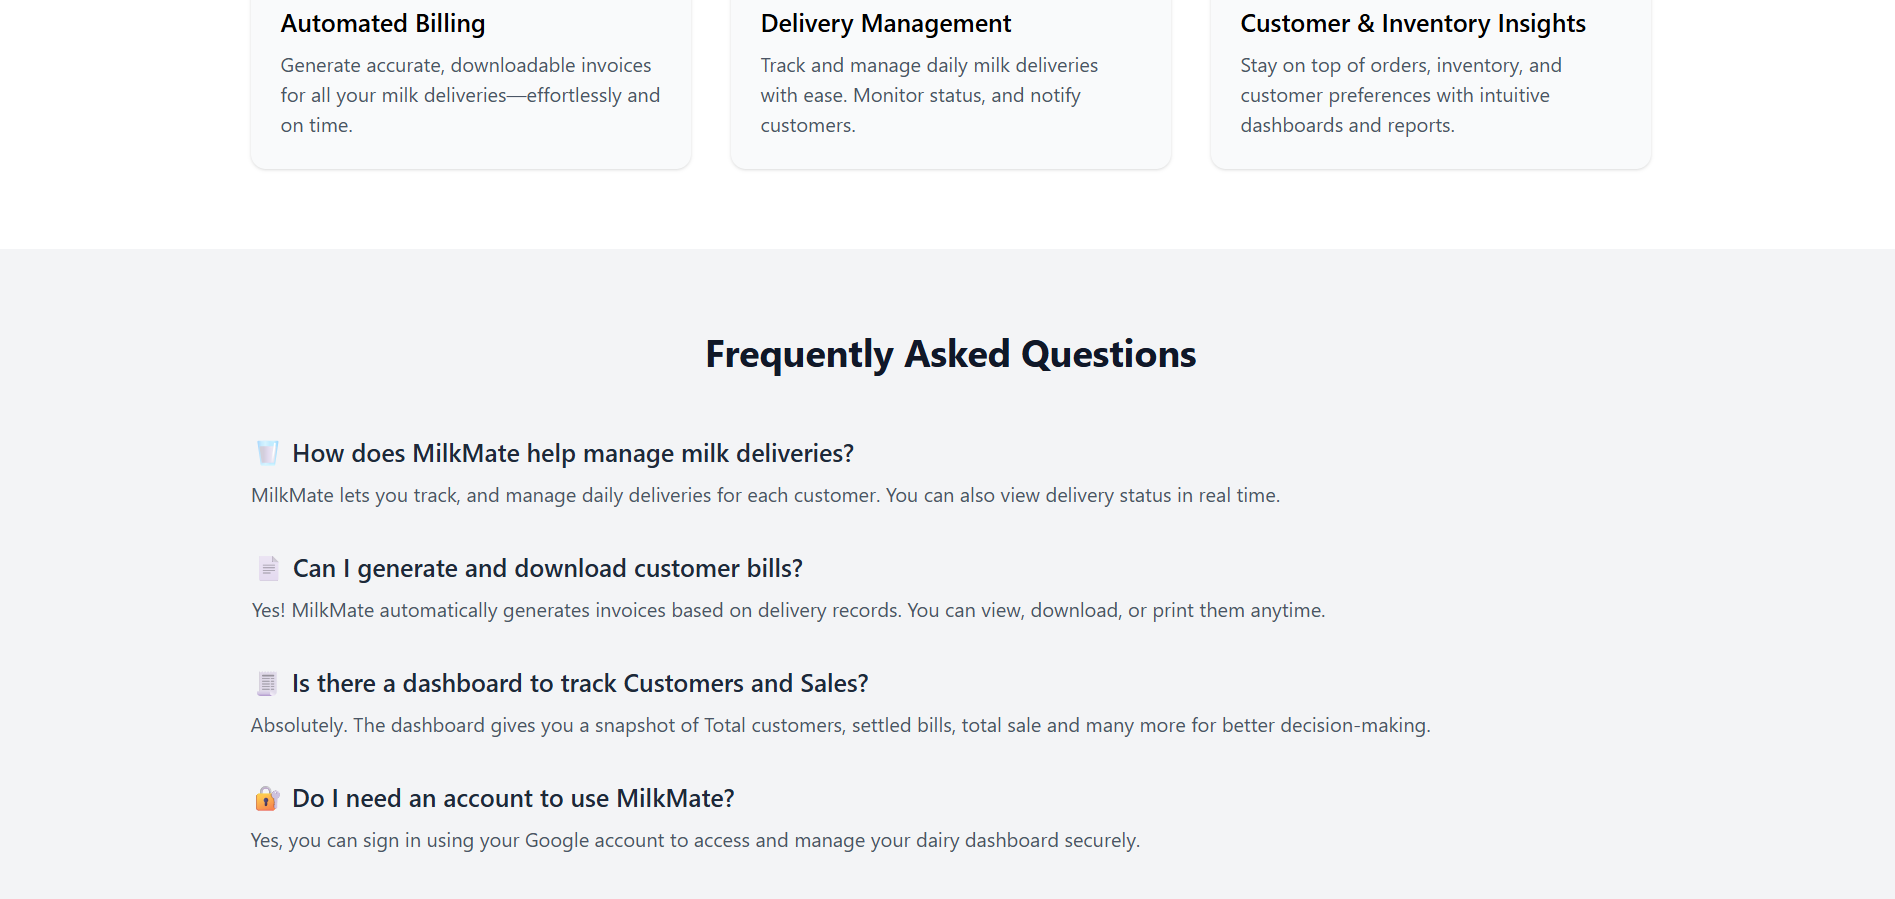 Automated Billing
Generate accurate, downloadable invoices
for all your milk deliveries—effortlessly and
on time.
Delivery Management
Track and manage daily milk deliveries
with ease. Monitor status, and notify
customers.
Customer & Inventory Insights
Stay on top of orders, inventory, and
customer preferences with intuitive
dashboards and reports.
Frequently Asked Questions
How does MilkMate help manage milk deliveries?
MilkMate lets you track, and manage daily deliveries for each customer. You can also view delivery status in real time.
Can I generate and download customer bills?
Yes! MilkMate automatically generates invoices based on delivery records. You can view, download, or print them anytime.
Is there a dashboard to track Customers and Sales?
Absolutely. The dashboard gives you a snapshot of Total customers, settled bills, total sale and many more for better decision-making.
Do I need an account to use MilkMate?
Yes, you can sign in using your Google account to access and manage your dairy dashboard securely.